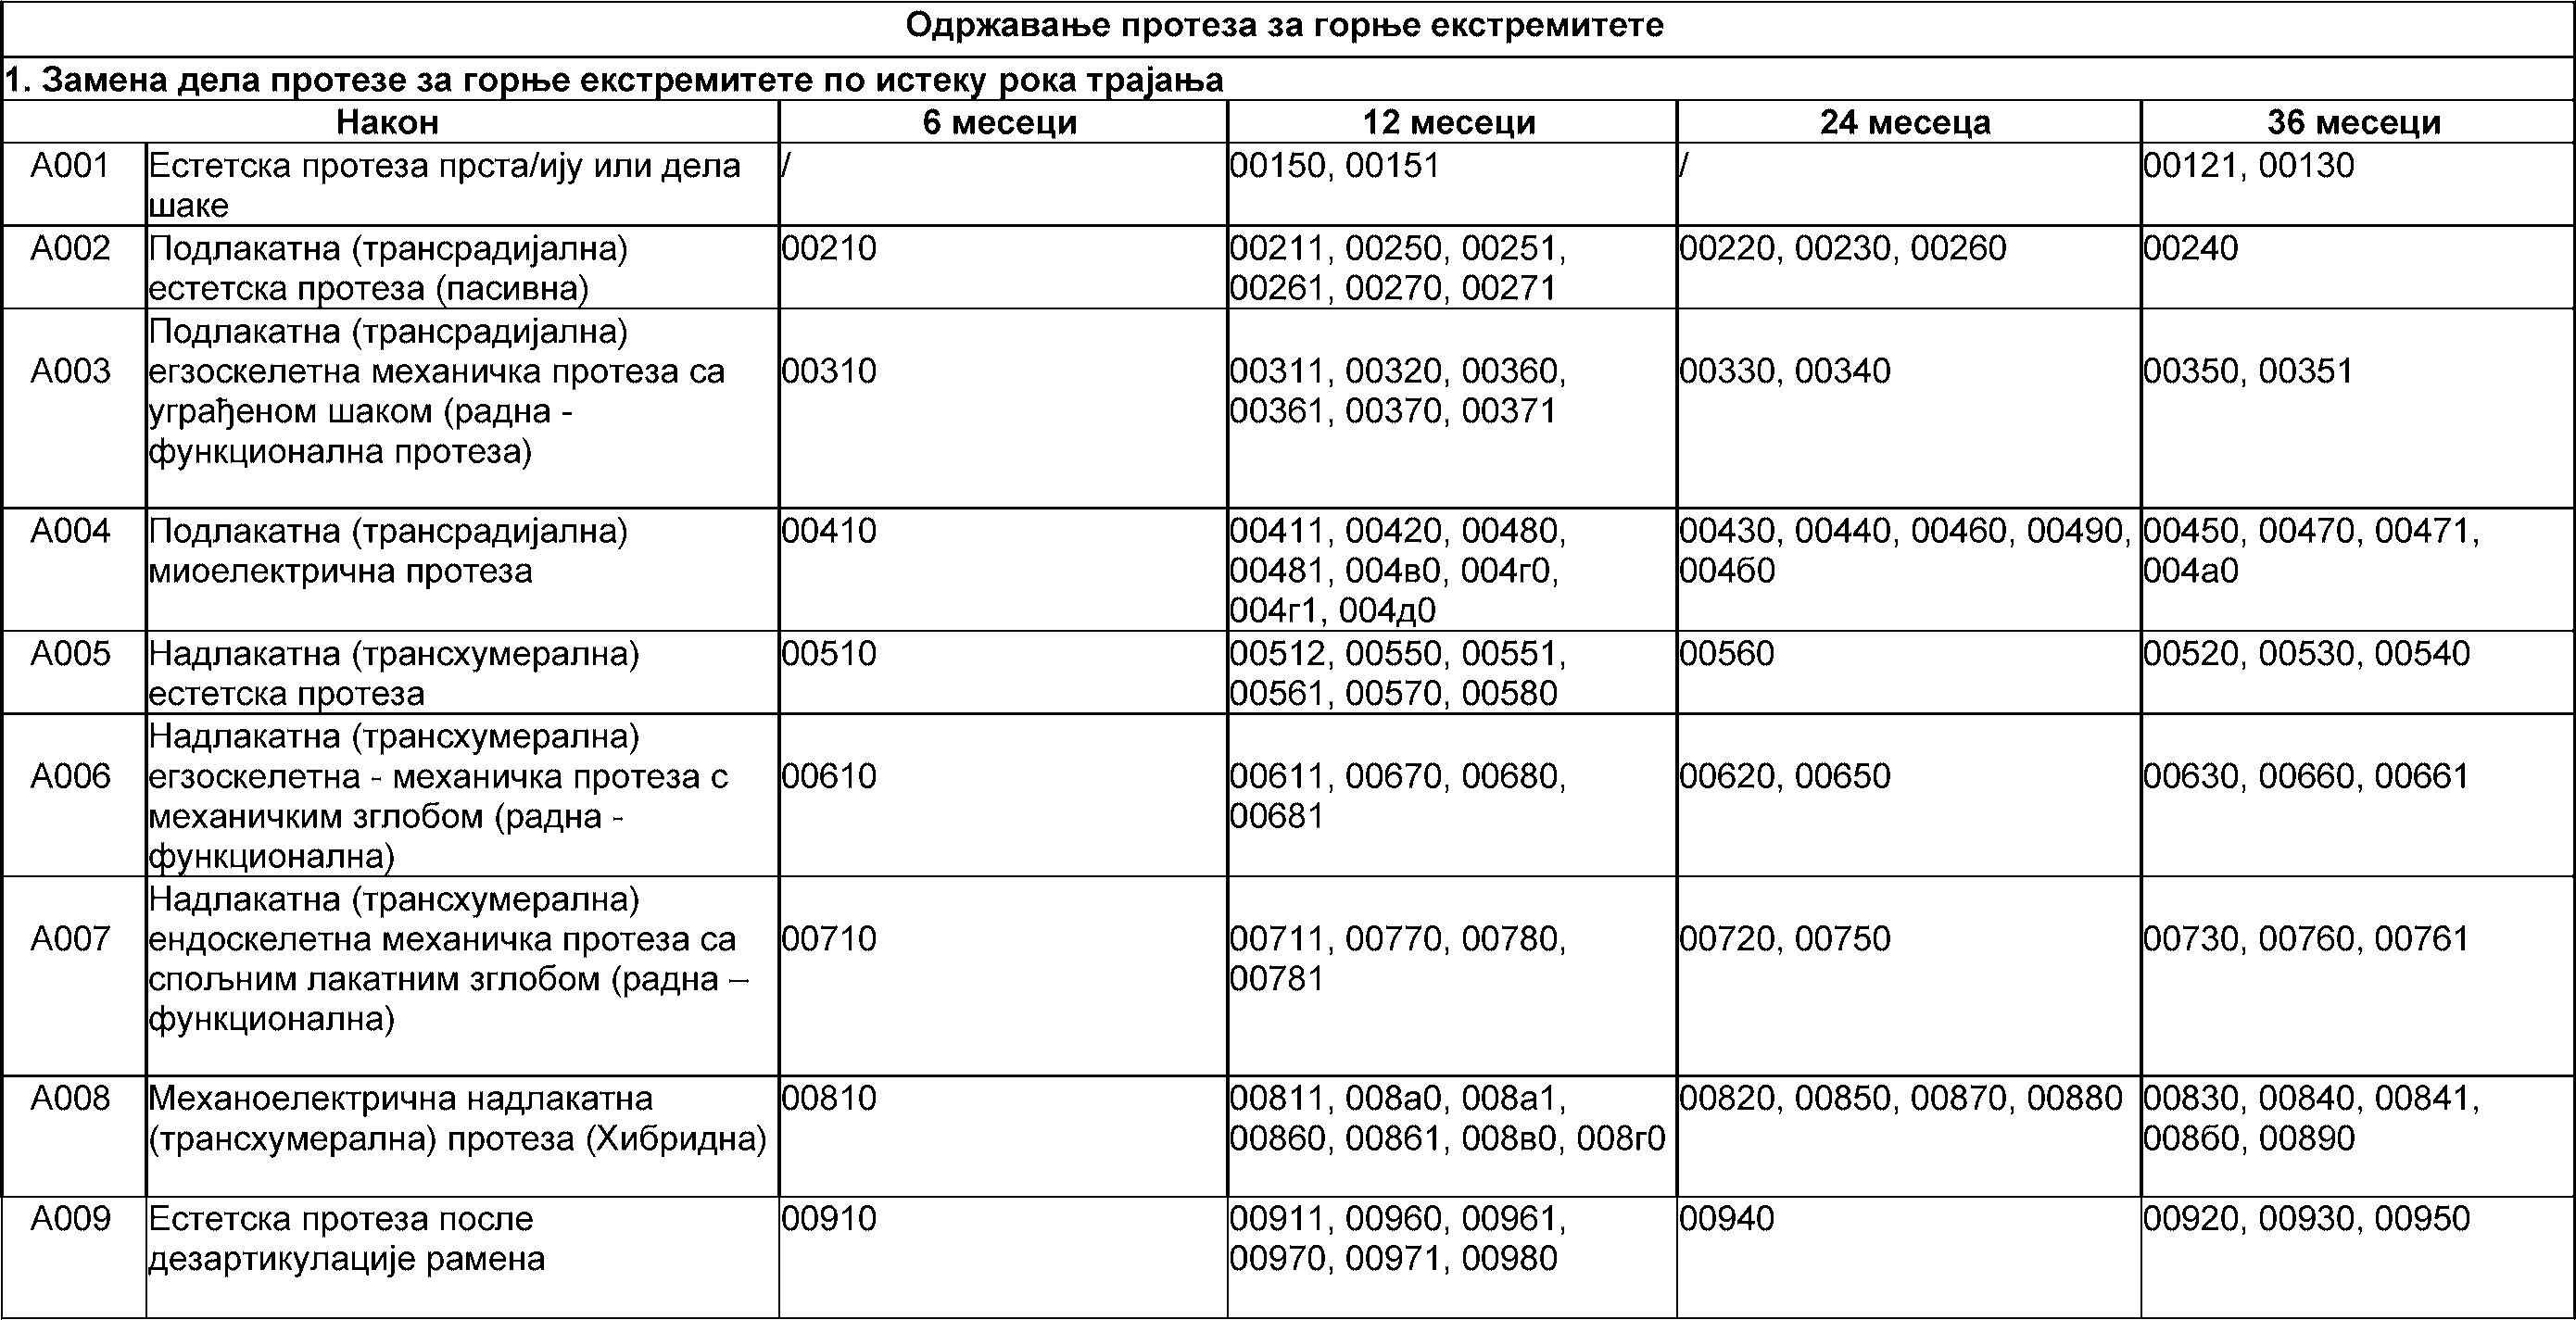 Одржавање протеза за горње екстремитете
1. Замена дела протезе за горње екстремитете по истеку рока трајања
Након 6 месеци 12 месеци 24 месеца 36 месеци
А001 Естетска протеза прста/ију или дела / 00150, 00151 / 00121, 00130
шаке
А002 Подлакатна (трансрадијална) 00210 00211, 00250, 00251, 00220, 00230, 00260 00240
естетска протеза (пасивна) 00261, 00270, 00271
Подлакатна (трансрадијална)
А003 егзоскелетна механичка протеза са 00310 00311, 00320, 00360, 00330, 00340 00350, 00351
уграђеном шаком (радна - 00361, 00370, 00371
функционална протеза)
А004 Подлакатна (трансрадијална) 00410 00411, 00420, 00480, 00430, 00440, 00460, 00490, 00450, 00470, 00471,
миоелектрична протеза 00481, 004в0, 004г0, 004б0 004а0
004г1, 004д0
А005 Надлакатна (трансхумерална) 00510 00512, 00550, 00551, 00560 00520, 00530, 00540
естетска протеза 00561, 00570, 00580
Надлакатна (трансхумерална)
А006 егзоскелетна - механичка протеза с 00610 00611, 00670, 00680, 00620, 00650 00630, 00660, 00661
механичким зглобом (радна - 00681
функционална)
Надлакатна (трансхумерална)
А007 ендоскелетна механичка протеза са 00710 00711, 00770, 00780, 00720, 00750 00730, 00760, 00761
спољним лакатним зглобом (радна – 00781
функционална)
А008 Механоелектрична надлакатна 00810 00811, 008а0, 008а1, 00820, 00850, 00870, 00880 00830, 00840, 00841,
(трансхумерална) протеза (Хибридна) 00860, 00861, 008в0, 008г0 008б0, 00890
А009 Естетска протеза после 00910 00911, 00960, 00961, 00940 00920, 00930, 00950
дезартикулације рамена 00970, 00971, 00980